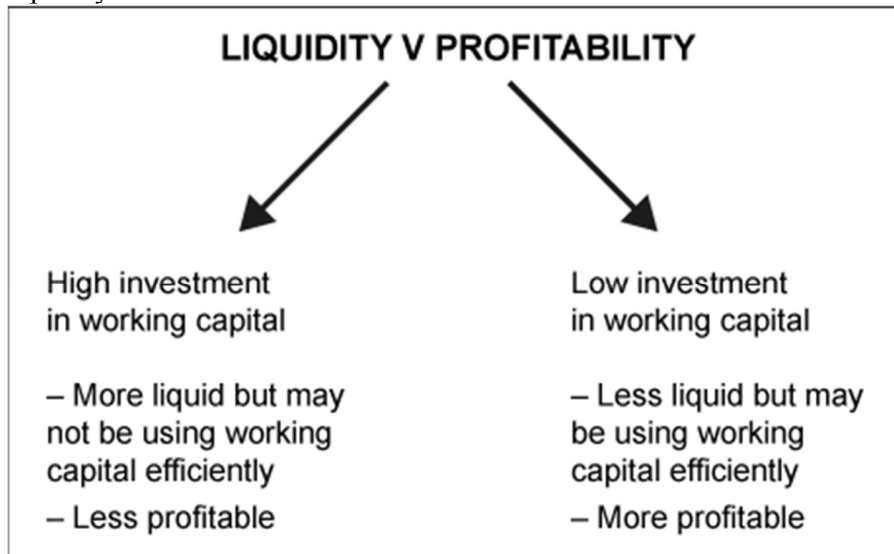 LIQUIDITY V PROFITABILITY
High investment
in working capital
– More liquid but may
not be using working
capital efficiently
– Less profitable
Low investment
in working capital
– Less liquid but may
be using working
capital efficiently
– More profitable